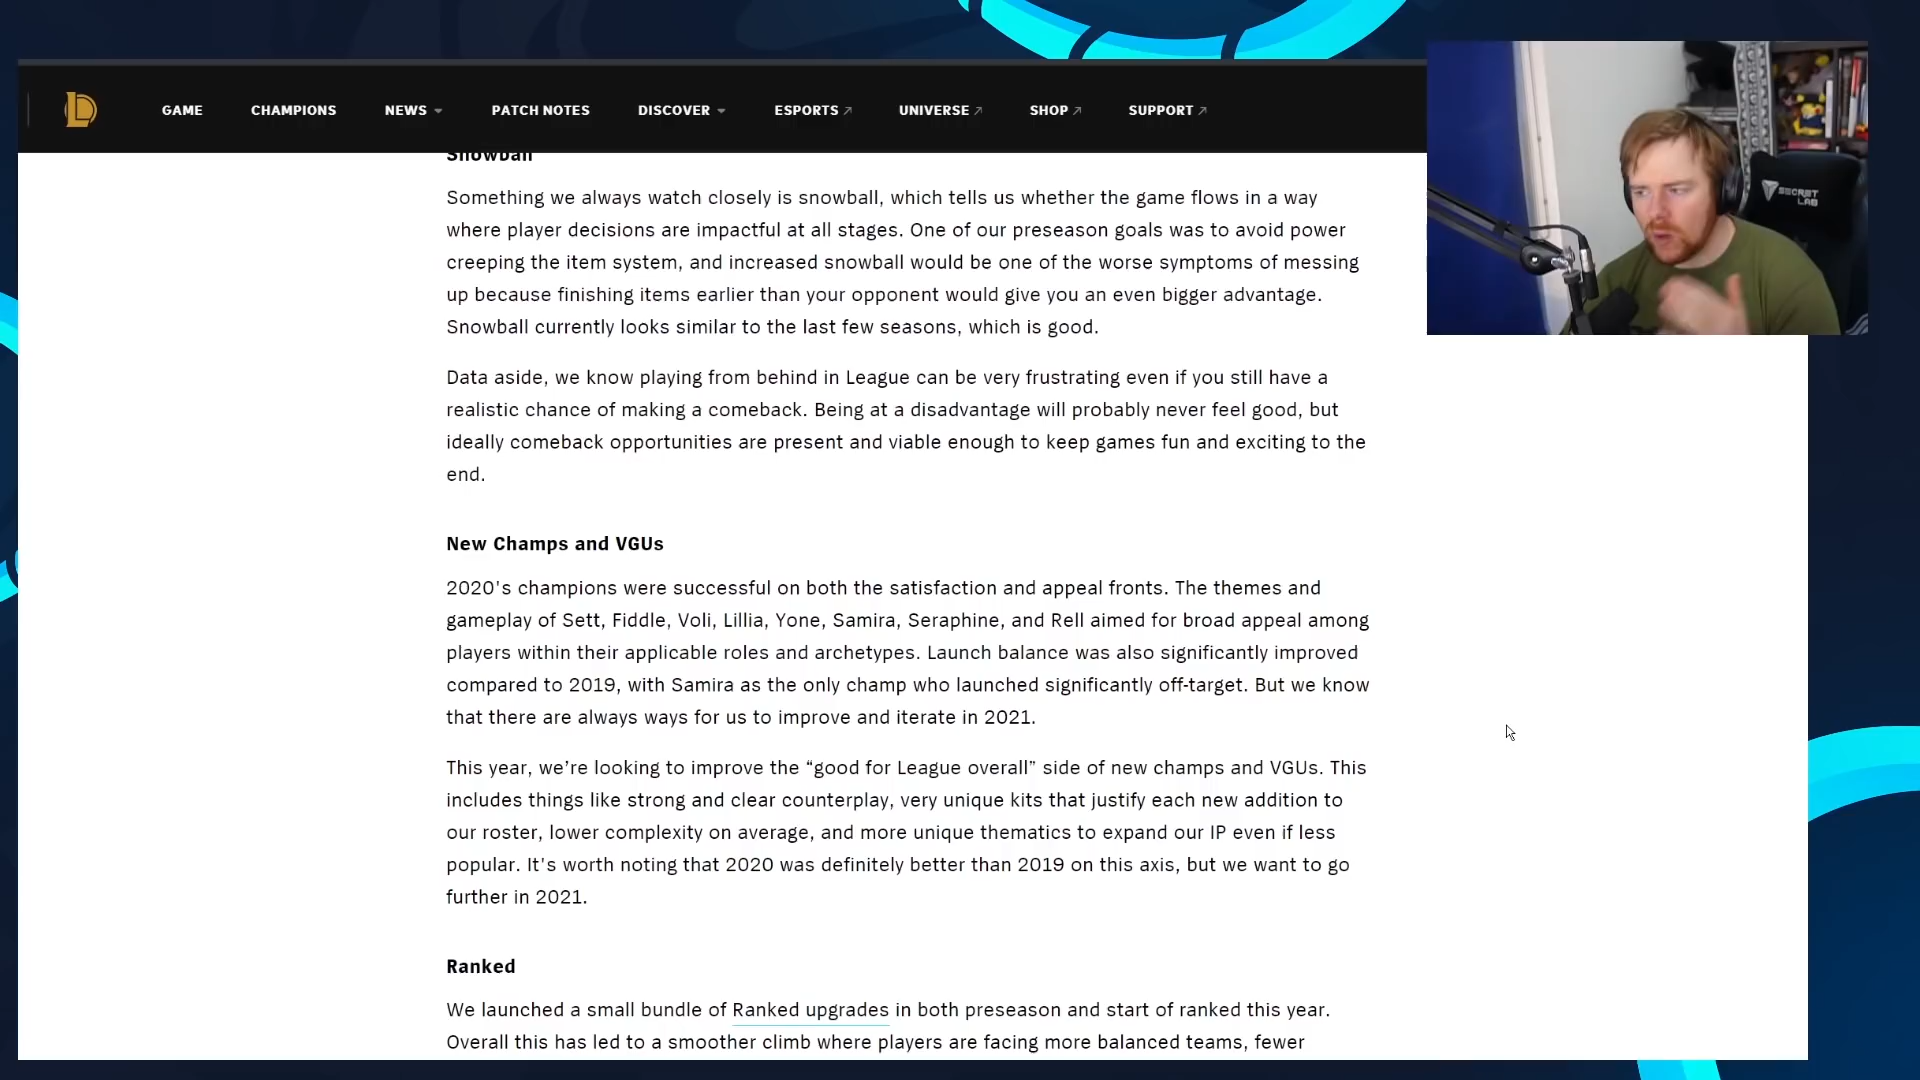 GAME CHAMPIONS NEWS PATCH NOTES DISCOVER ESPORTS UNIVERSE SHOP SUPPORT
SECRET
LAB
Snowball
Something we always watch closely is snowball, which tells us whether the game flows in a way
where player decisions are impactful at all stages. One of our preseason goals was to avoid power
creeping the item system, and increased snowball would be one of the worse symptoms of messing
up because finishing items earlier than your opponent would give you an even bigger advantage.
Snowball currently looks similar to the last few seasons, which is good.
Data aside, we know playing from behind in League can be very frustrating even if you still have a
realistic chance of making a comeback. Being at a disadvantage will probably never feel good, but
ideally comeback opportunities are present and viable enough to keep games fun and exciting to the
end.
New Champs and VGUs
2020's champions were successful on both the satisfaction and appeal fronts. The themes and
gameplay of Sett, Fiddle, Voli, Lillia, Yone, Samira, Seraphine, and Rell aimed for broad appeal among
players within their applicable roles and archetypes. Launch balance was also significantly improved
compared to 2019, with Samira as the only champ who launched significantly off-target. But we know
that there are always ways for us to improve and iterate in 2021.
This year, we’re looking to improve the “good for League overall” side of new champs and VGUs. This
includes things like strong and clear counterplay, very unique kits that justify each new addition to
our roster, lower complexity on average, and more unique thematics to expand our IP even if less
popular. It's worth noting that 2020 was definitely better than 2019 on this axis, but we want to go
further in 2021.
Ranked
We launched a small bundle of Ranked upgrades in both preseason and start of ranked this year.
Overall this has led to a smoother climb where players are facing more balanced teams, fewer